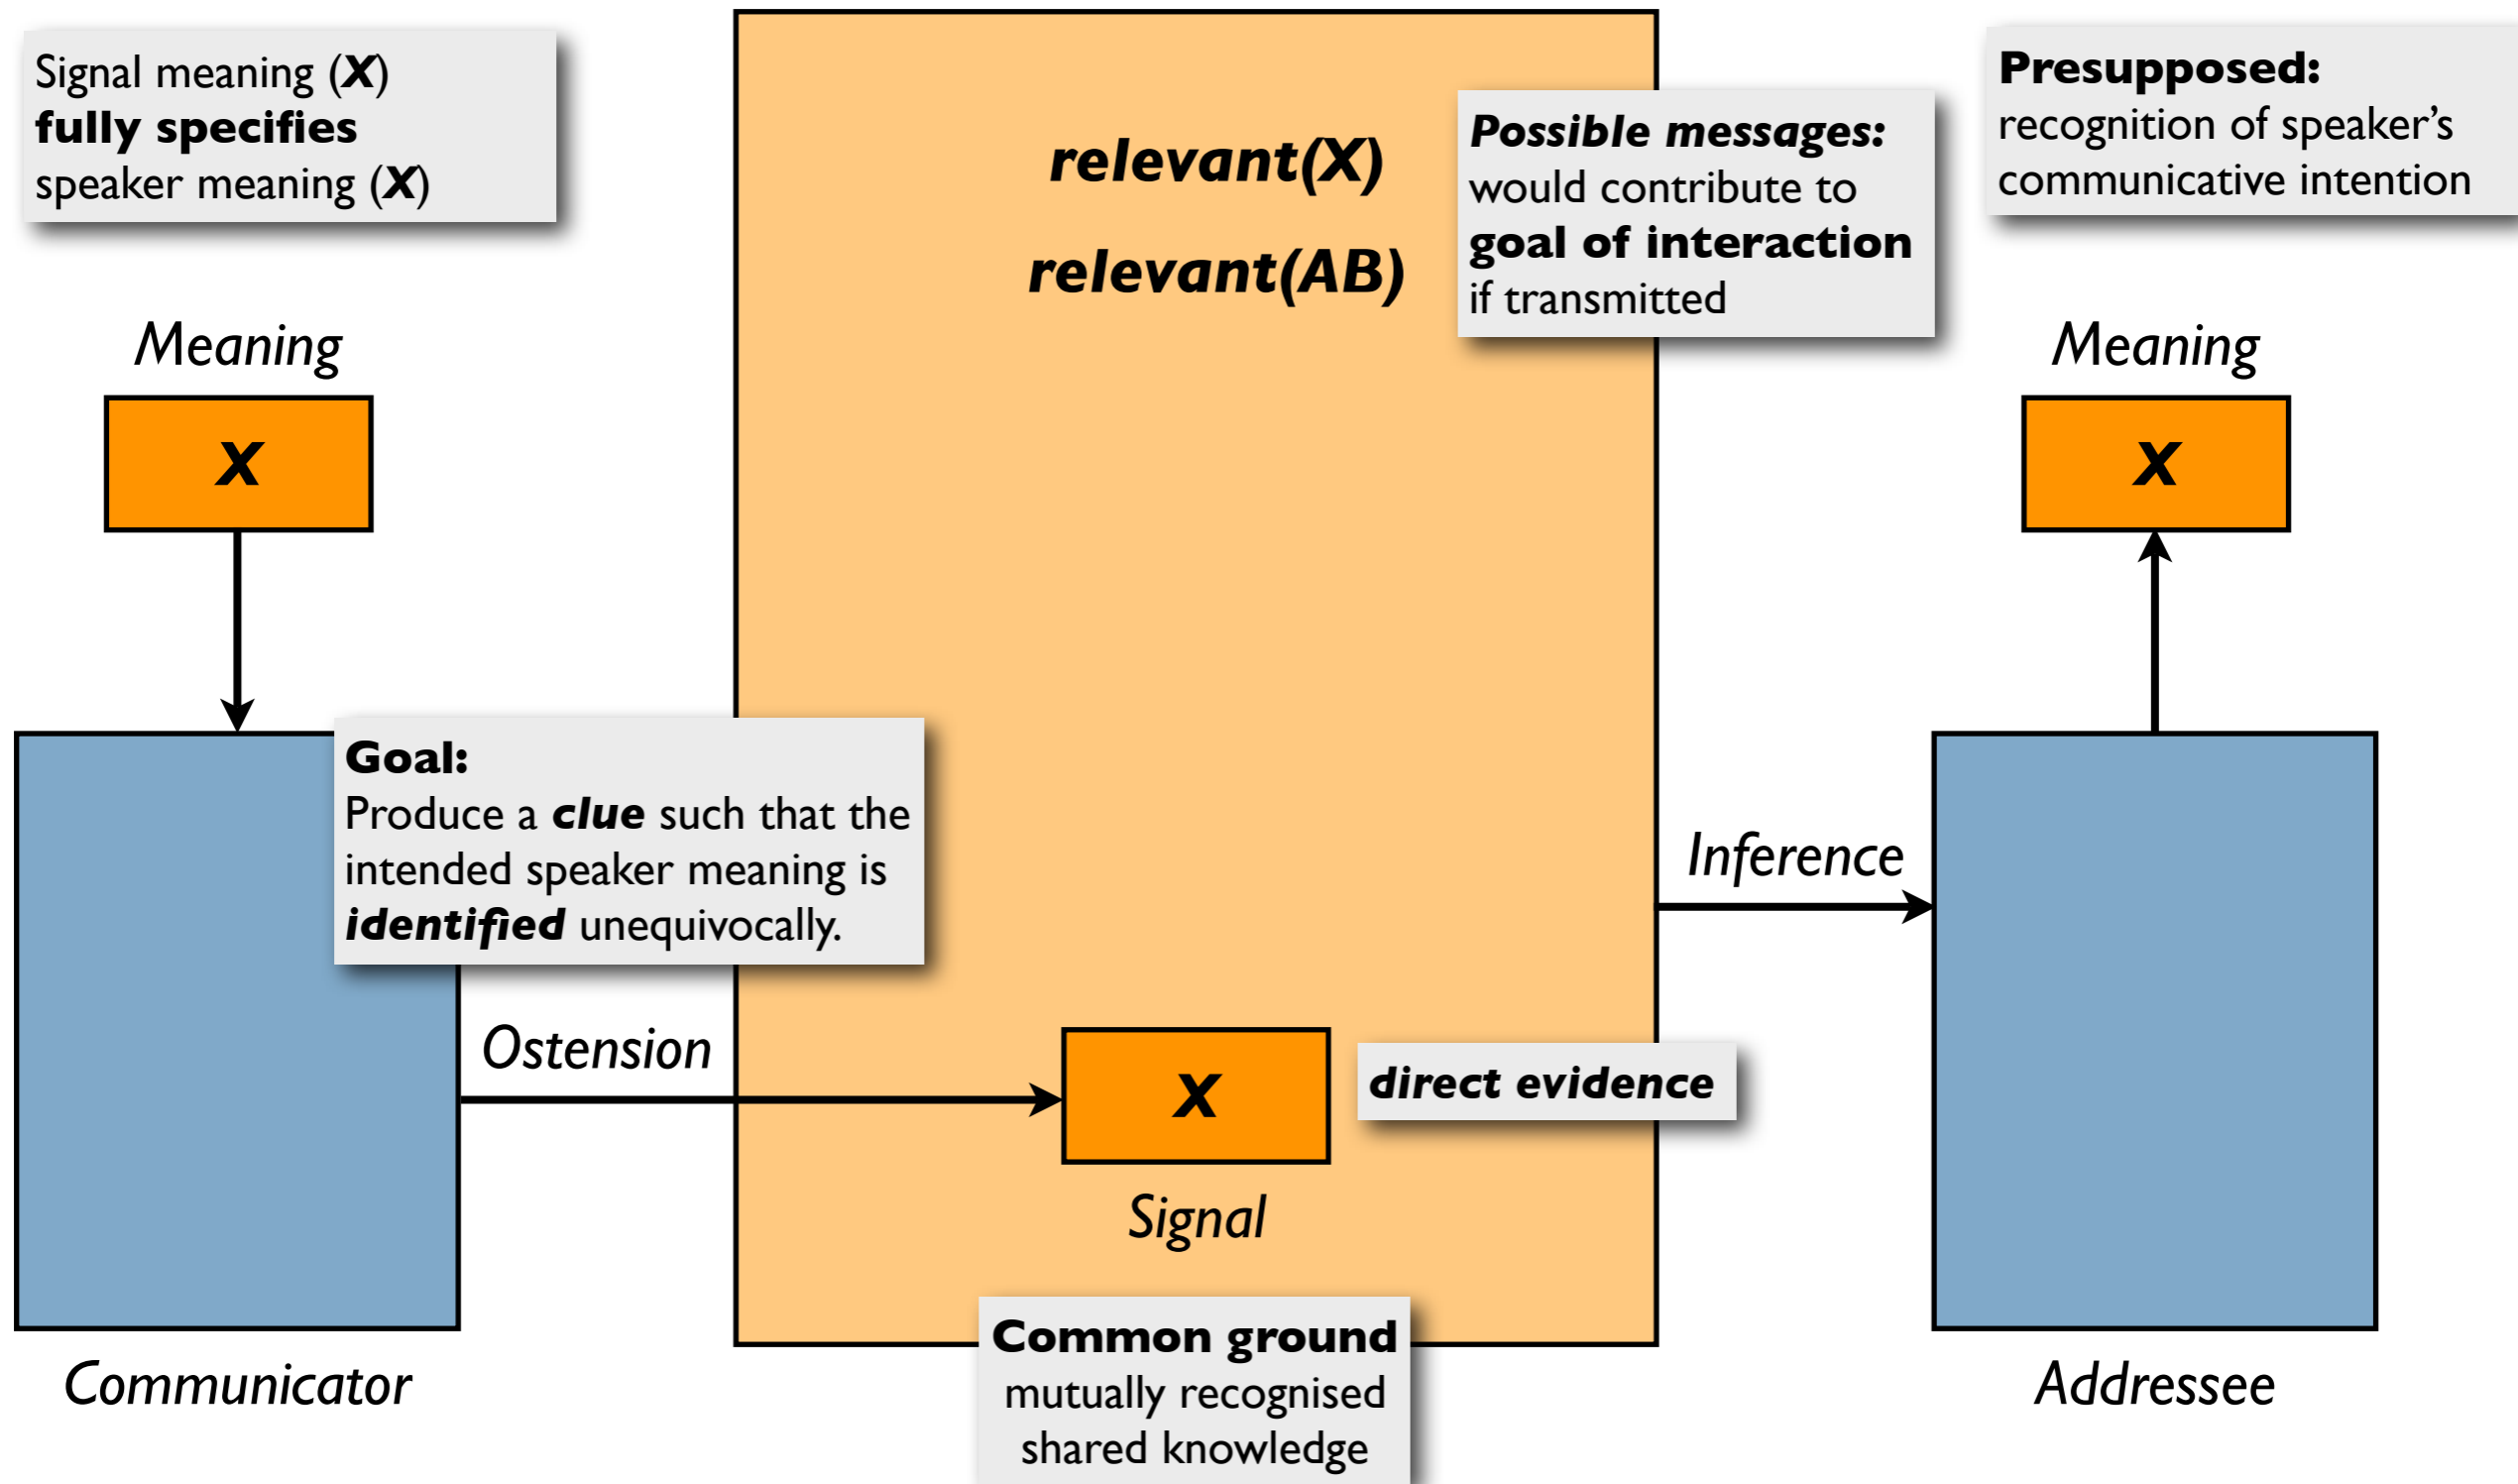 Signal meaning (X)
fully specifies
speaker meaning (X)
relevant(X)
relevant(AB)
Possible messages:
would contribute to
goal of interaction
if transmitted
Presupposed:
recognition of speaker’s
communicative intention
Meaning
X
Meaning
X
Goal:
Produce a clue such that the
intended speaker meaning is
identified unequivocally.
Inference
Ostension
X
direct evidence
Signal
Common ground
mutually recognised
shared knowledge
Communicator
Addressee